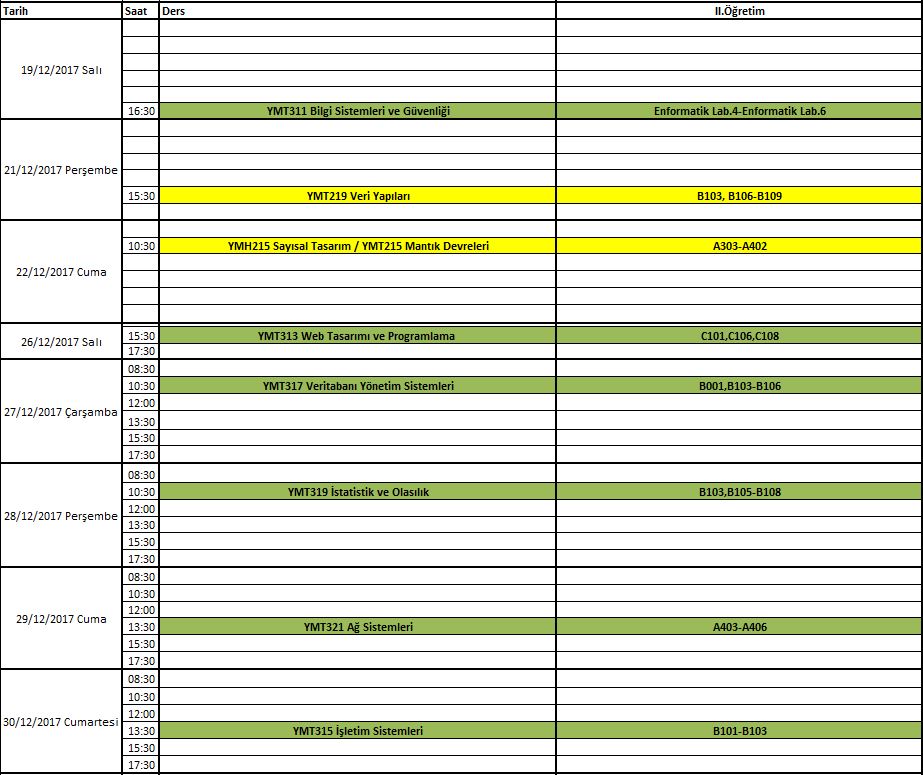 Tarih Saat Ders II.Öğretim
19/12/2017 Salı
16:30 YMT311 Bilgi Sistemleri ve Güvenliği Enformatik Lab.4-Enformatik Lab.6
21/12/2017 Perşembe
15:30 YMT219 Veri Yapıları B103, B106-B109
22/12/2017 Cuma
10:30 YMH215 Sayısal Tasarım / YMT215 Mantık Devreleri A303-A402
26/12/2017 Salı
15:30 YMT313 Web Tasarımı ve Programlama C101,C106,C108
17:30
27/12/2017 Çarşamba
08:30
10:30 YMT317 Veritabanı Yönetim Sistemleri B001,B103-B106
12:00
13:30
15:30
17:30
28/12/2017 Perşembe
08:30
10:30 YMT319 İstatistik ve Olasılık B103,B105-B108
12:00
13:30
15:30
17:30
29/12/2017 Cuma
08:30
10:30
12:00
13:30 YMT321 Ağ Sistemleri A403-A406
15:30
17:30
30/12/2017 Cumartesi
08:30
10:30
12:00
13:30 YMT315 İşletim Sistemleri B101-B103
15:30
17:30